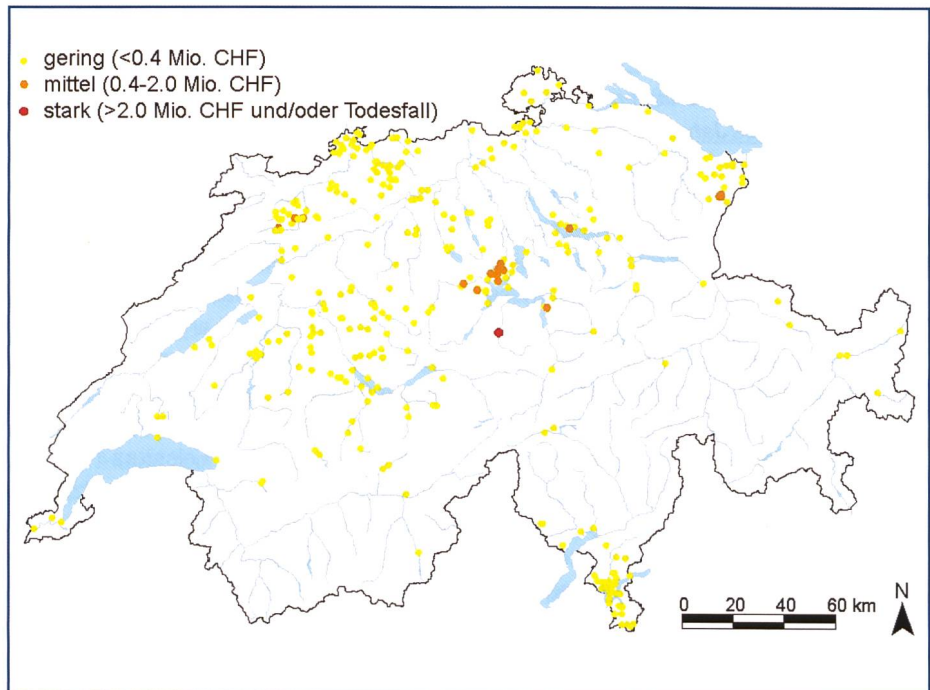 gering (<0.4 Mio. CHF)
mittel (0.4-2.0 Mio. CHF)
stark (>2.0 Mio. CHF und/oder Todesfall)
N
0 20 40 60 km